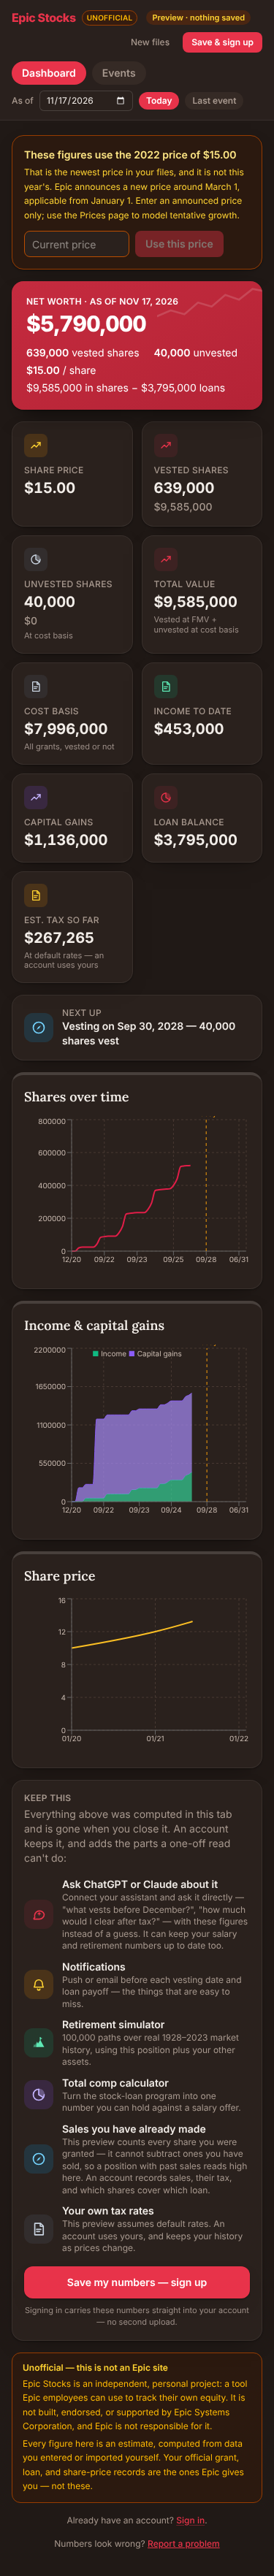 Epic Stocks UNOFFICIAL Preview · nothing saved
New files Save & sign up
Dashboard Events
As of 11/17/2026 Today Last event
These figures use the 2022 price of $15.00
That is the newest price in your files, and it is not this
year's. Epic announces a new price around March 1,
applicable from January 1. Enter an announced price
only; use the Prices page to model tentative growth.
Current price Use this price
NET WORTH · AS OF NOV 17, 2026
$5,790,000
639,000 vested shares 40,000 unvested
$15.00 / share
$9,585,000 in shares − $3,795,000 loans
SHARE PRICE
$15.00
VESTED SHARES
639,000
$9,585,000
UNVESTED SHARES
40,000
$0
At cost basis
TOTAL VALUE
$9,585,000
Vested at FMV +
unvested at cost basis
COST BASIS
$7,996,000
All grants, vested or not
INCOME TO DATE
$453,000
CAPITAL GAINS
$1,136,000
LOAN BALANCE
$3,795,000
EST. TAX SO FAR
$267,265
At default rates — an
account uses yours
NEXT UP
Vesting on Sep 30, 2028 — 40,000
shares vest
Shares over time
800000
600000
400000
200000
0
12/20 09/22 09/23 09/25 09/28 06/31
Income & capital gains
2200000
Income Capital gains
1650000
1100000
550000
0
12/20 09/22 09/23 09/24 09/28 06/31
Share price
16
12
8
4
0
01/20 01/21 01/22
KEEP THIS
Everything above was computed in this tab
and is gone when you close it. An account
keeps it, and adds the parts a one-off read
can't do:
Ask ChatGPT or Claude about it
Connect your assistant and ask it directly —
"what vests before December?", "how much
would I clear after tax?" — with these figures
instead of a guess. It can keep your salary
and retirement numbers up to date too.
Notifications
Push or email before each vesting date and
loan payoff — the things that are easy to
miss.
Retirement simulator
100,000 paths over real 1928–2023 market
history, using this position plus your other
assets.
Total comp calculator
Turn the stock-loan program into one
number you can hold against a salary offer.
Sales you have already made
This preview counts every share you were
granted — it cannot subtract ones you have
sold, so a position with past sales reads high
here. An account records sales, their tax,
and which shares cover which loan.
Your own tax rates
This preview assumes default rates. An
account uses yours, and keeps your history
as prices change.
Save my numbers — sign up
Signing in carries these numbers straight into your account
— no second upload.
Unofficial — this is not an Epic site
Epic Stocks is an independent, personal project: a tool
Epic employees can use to track their own equity. It is
not built, endorsed, or supported by Epic Systems
Corporation, and Epic is not responsible for it.
Every figure here is an estimate, computed from data
you entered or imported yourself. Your official grant,
loan, and share-price records are the ones Epic gives
you — not these.
Already have an account? Sign in.
Numbers look wrong? Report a problem